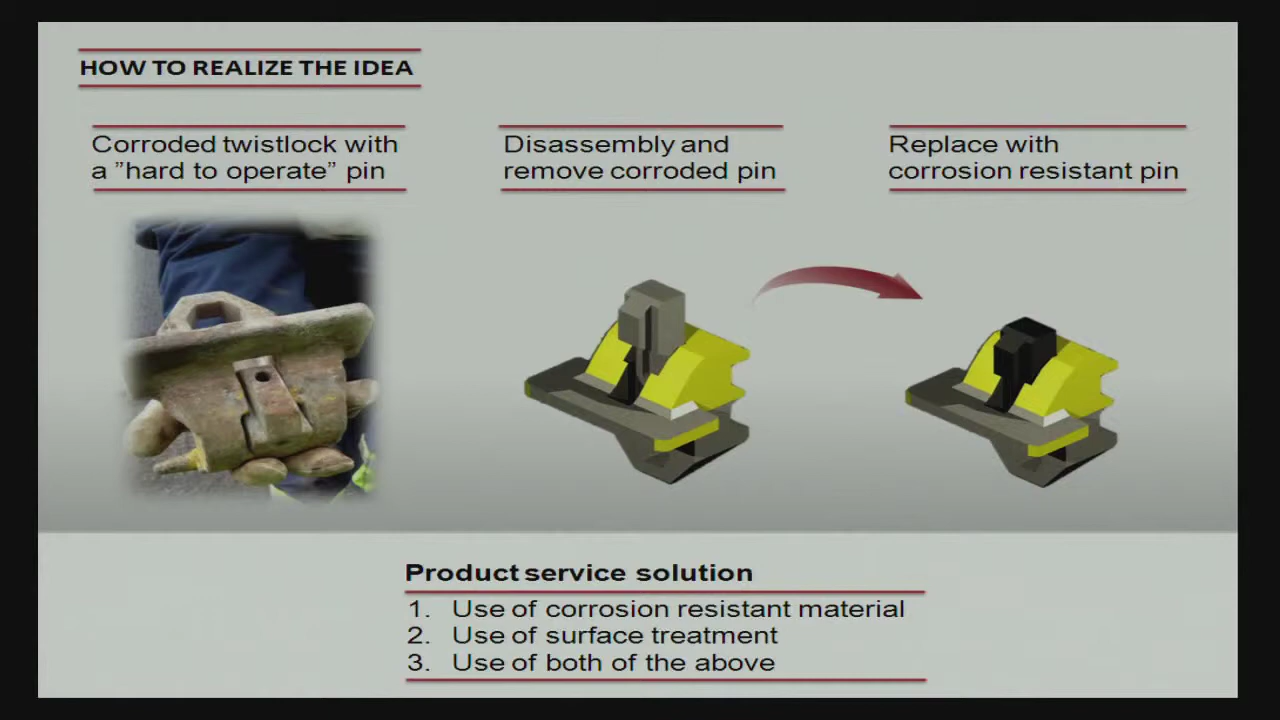 HOW TO REALIZE THE IDEA
Corroded twistlock with
a ”hard to operate” pin
Disassembly and
remove corroded pin
Replace with
corrosion resistant pin
Product service solution
1. Use of corrosion resistant material
2. Use of surface treatment
3. Use of both of the above